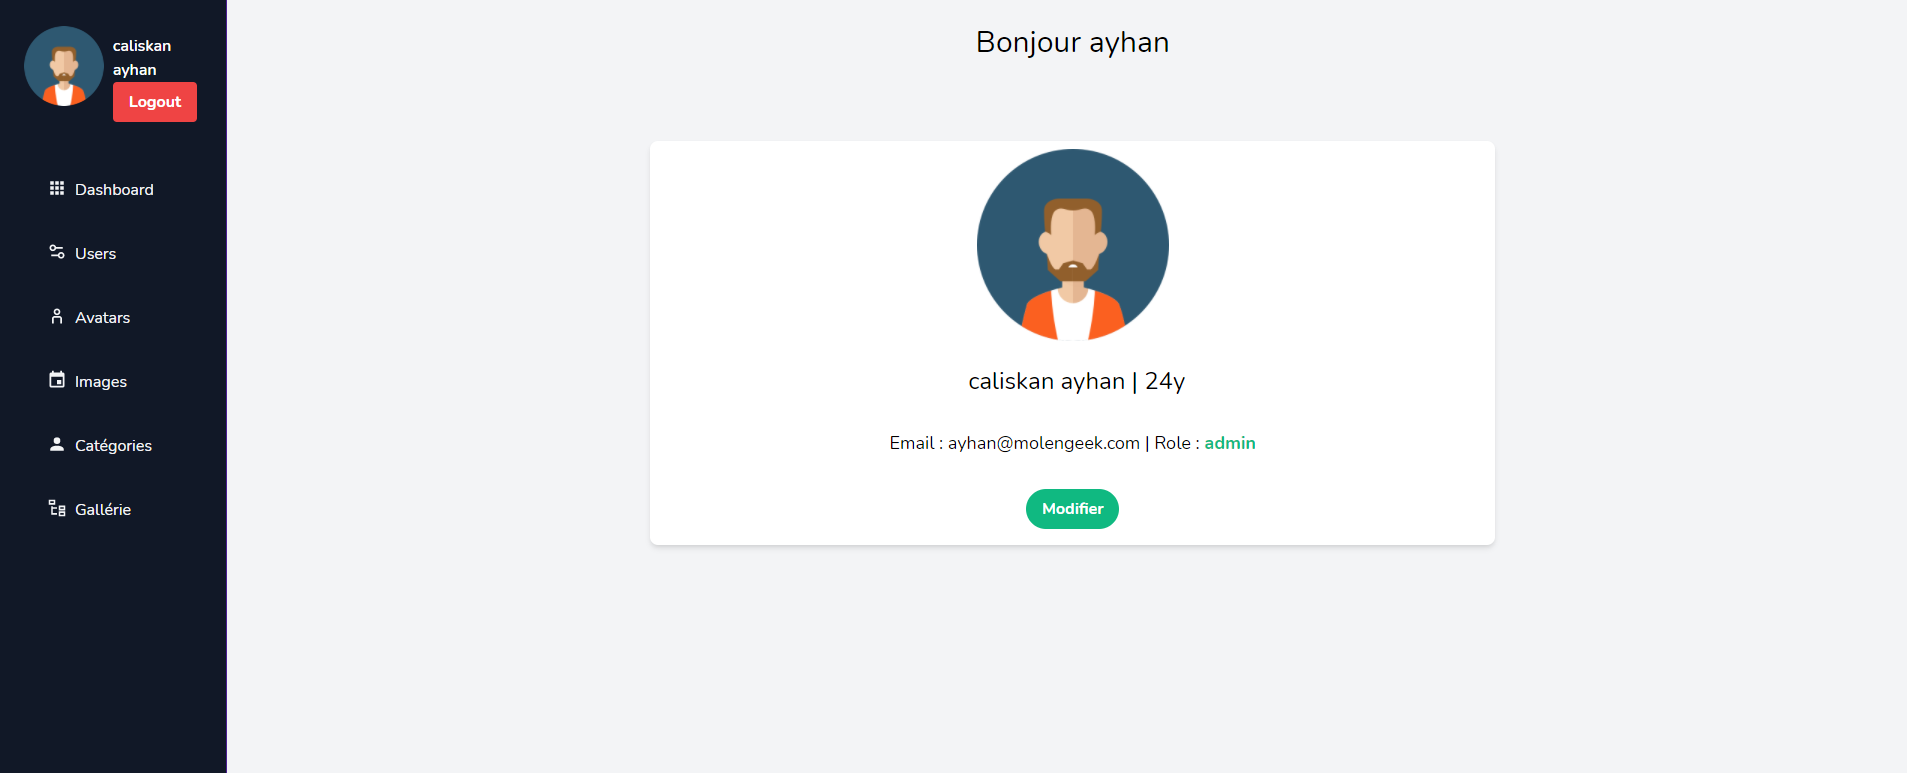 caliskan
ayhan
Logout
Dashboard
Users
Avatars
Images
Catégories
Gallérie
Bonjour ayhan
caliskan ayhan | 24y
Email : ayhan@molengeek.com | Role : admin
Modifier